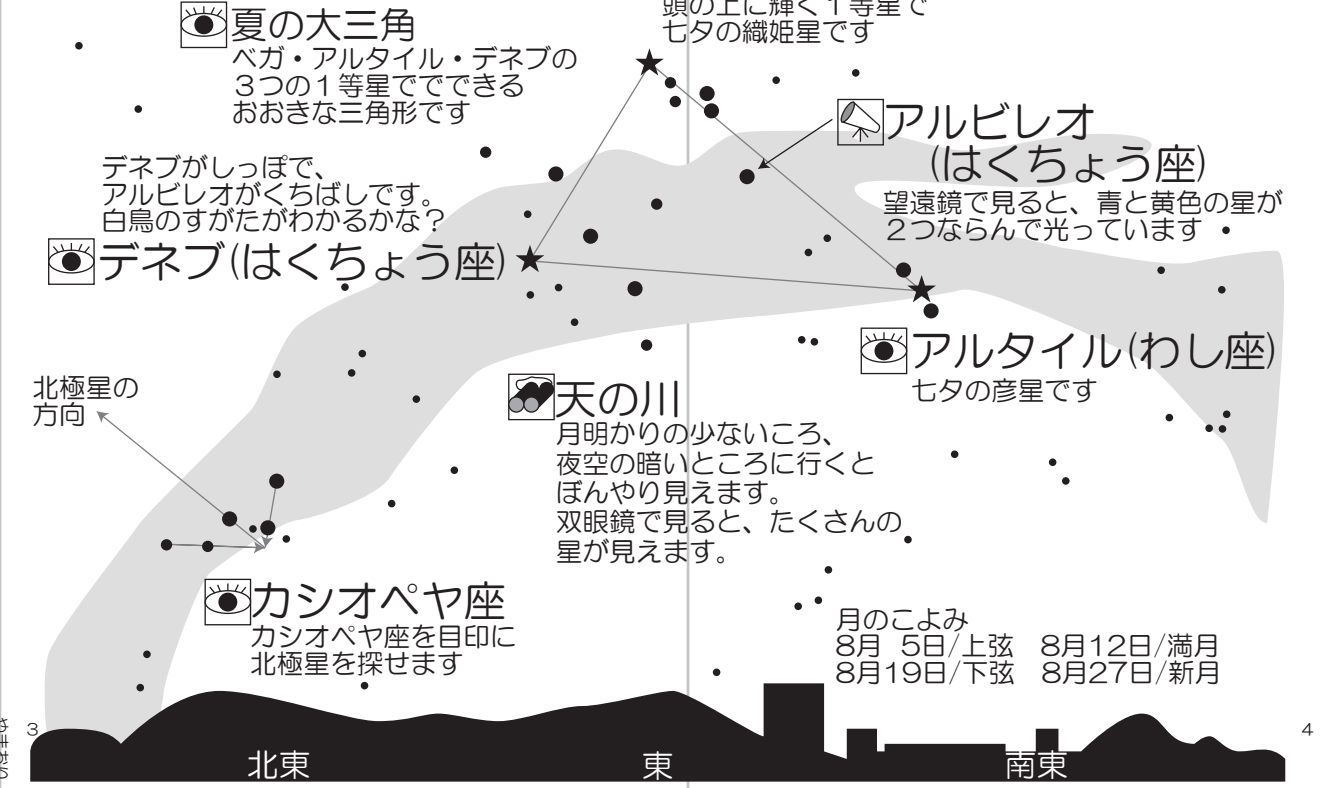 頭の上に輝く１等星で
七夕の織姫星です
夏の大三角
ベガ・アルタイル・デネブの
３つの１等星ででできる
おおきな三角形です
アルビレオ
(はくちょう座)
望遠鏡で見ると、青と黄色の星が
２つならんで光っています
デネブがしっぽで、
アルビレオがくちばしです。
白鳥のすがたがわかるかな？
デネブ(はくちょう座)
アルタイル(わし座)
七夕の彦星です
北極星の
方向
天の川
月明かりの少ないころ、
夜空の暗いところに行くと
ぼんやり見えます。
双眼鏡で見ると、たくさんの
星が見えます。
カシオペヤ座
カシオペヤ座を目印に
北極星を探せます
月のこよみ
8月 5日/上弦 8月12日/満月
8月19日/下弦 8月27日/新月
3
4
北東
東
南東